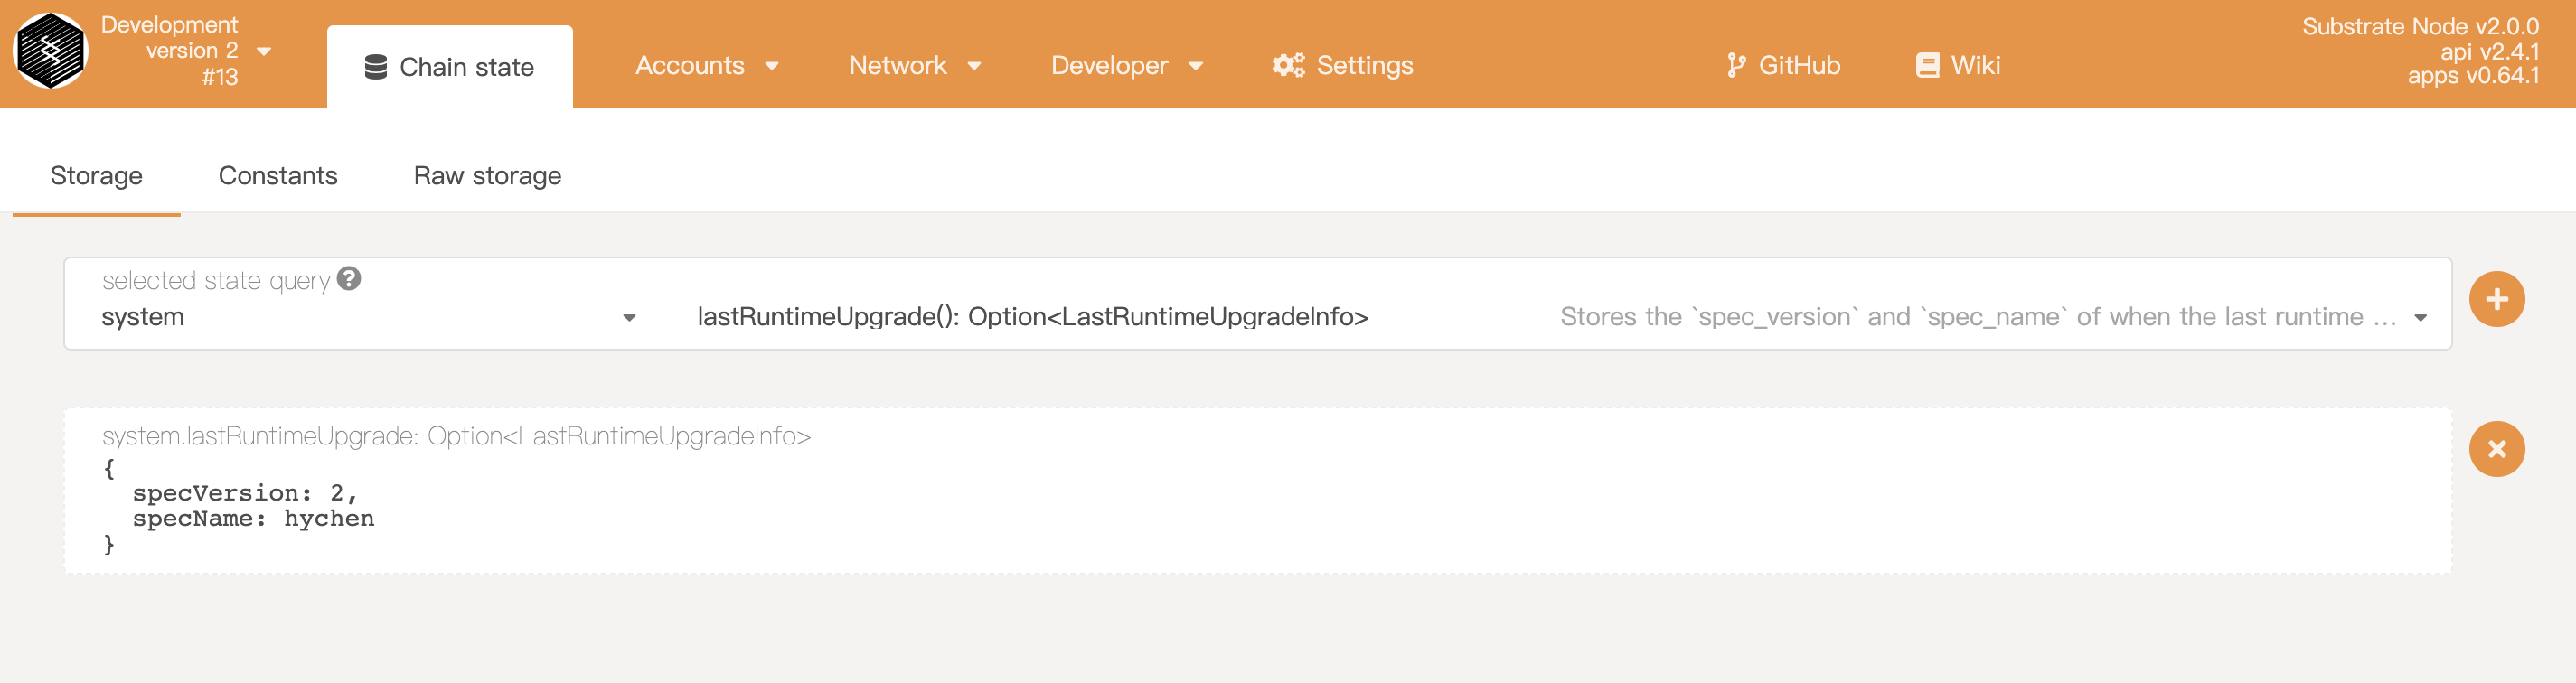 Development
version 2
#13
Chain state
Accounts
Network
Developer
Settings
GitHub
Wiki
Substrate Node v2.0.0
api v2.4.1
apps v0.64.1
Storage
Constants
Raw storage
selected state query
system
lastRuntimeUpgrade(): Option<LastRuntimeUpgradeInfo>
Stores the `spec_version` and `spec_name` of when the last runtime ...
system.lastRuntimeUpgrade: Option<LastRuntimeUpgradeInfo>
{
  specVersion: 2,
  specName: hychen
}